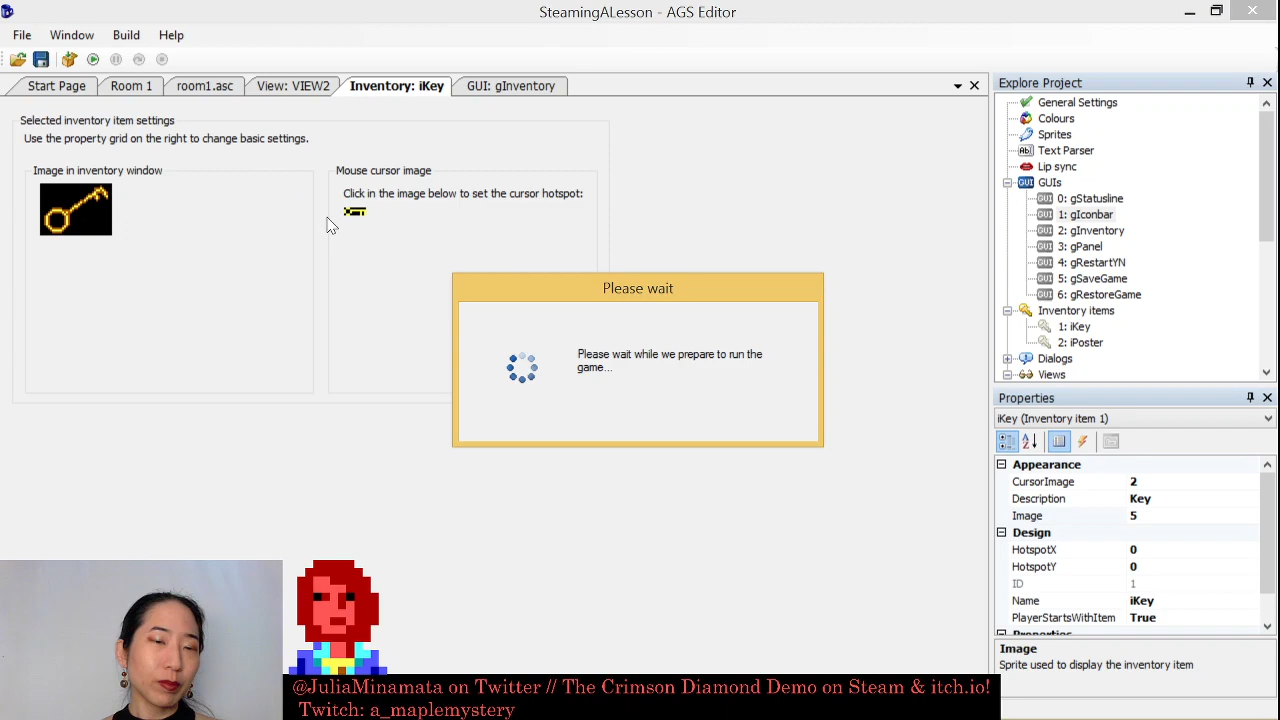 SteamingALesson - AGS Editor
File Window Build Help
Start Page Room 1 room1.asc View: VIEW2 Inventory: iKey GUI: gInventory
Selected inventory item settings
Use the property grid on the right to change basic settings.
Image in inventory window
Mouse cursor image
Click in the image below to set the cursor hotspot:
Please wait
Please wait while we prepare to run the
game...
Explore Project
General Settings
Colours
Sprites
Text Parser
Lip sync
GUIs
0: gStatusline
1: gIconbar
2: gInventory
3: gPanel
4: gRestartYN
5: gSaveGame
6: gRestoreGame
Inventory items
1: iKey
2: iPoster
Dialogs
Views
Properties
iKey (Inventory item 1)
Appearance
CursorImage 2
Description Key
Image 5
Design
HotspotX 0
HotspotY 0
ID 1
Name iKey
PlayerStartsWithItem True
Properties
Image
Sprite used to display the inventory item
@JuliaMinamata on Twitter // The Crimson Diamond Demo on Steam & itch.io!
Twitch: a_maplemystery